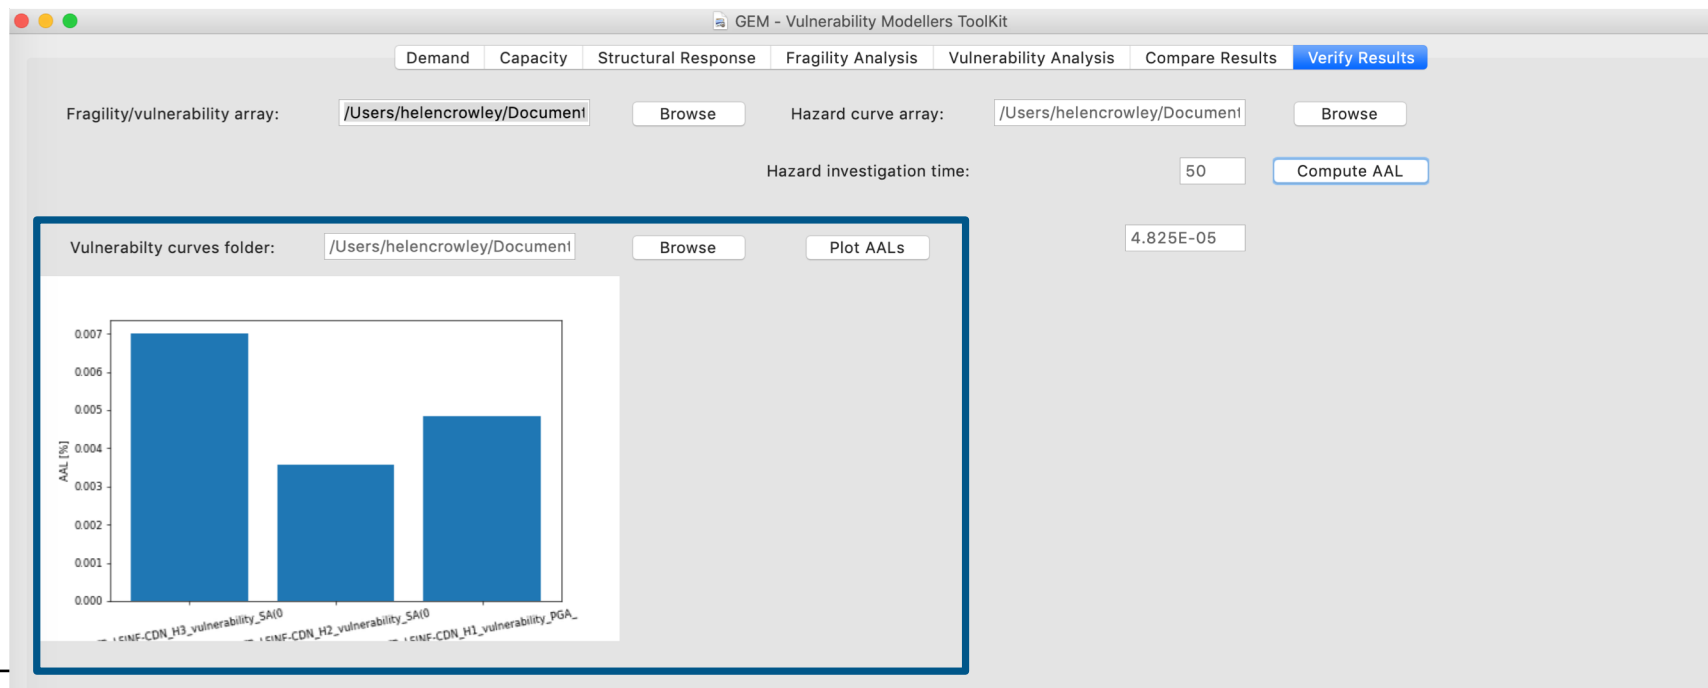 GEM - Vulnerability Modellers ToolKit
Demand Capacity Structural Response Fragility Analysis Vulnerability Analysis Compare Results Verify Results
Fragility/vulnerability array: /Users/helencrowley/Document Browse Hazard curve array: /Users/helencrowley/Document Browse
Hazard investigation time: 50 Compute AAL
Vulnerabilty curves folder: /Users/helencrowley/Document Browse Plot AALs 4.825E-05
AAL [%]
0.007
0.006
0.005
0.004
0.003
0.002
0.001
0.000
LFINF-CDN_H3_vulnerability_SA(0
LFINF-CDN_H2_vulnerability_SA(0
LFINF-CDN_H1_vulnerability_PGA_